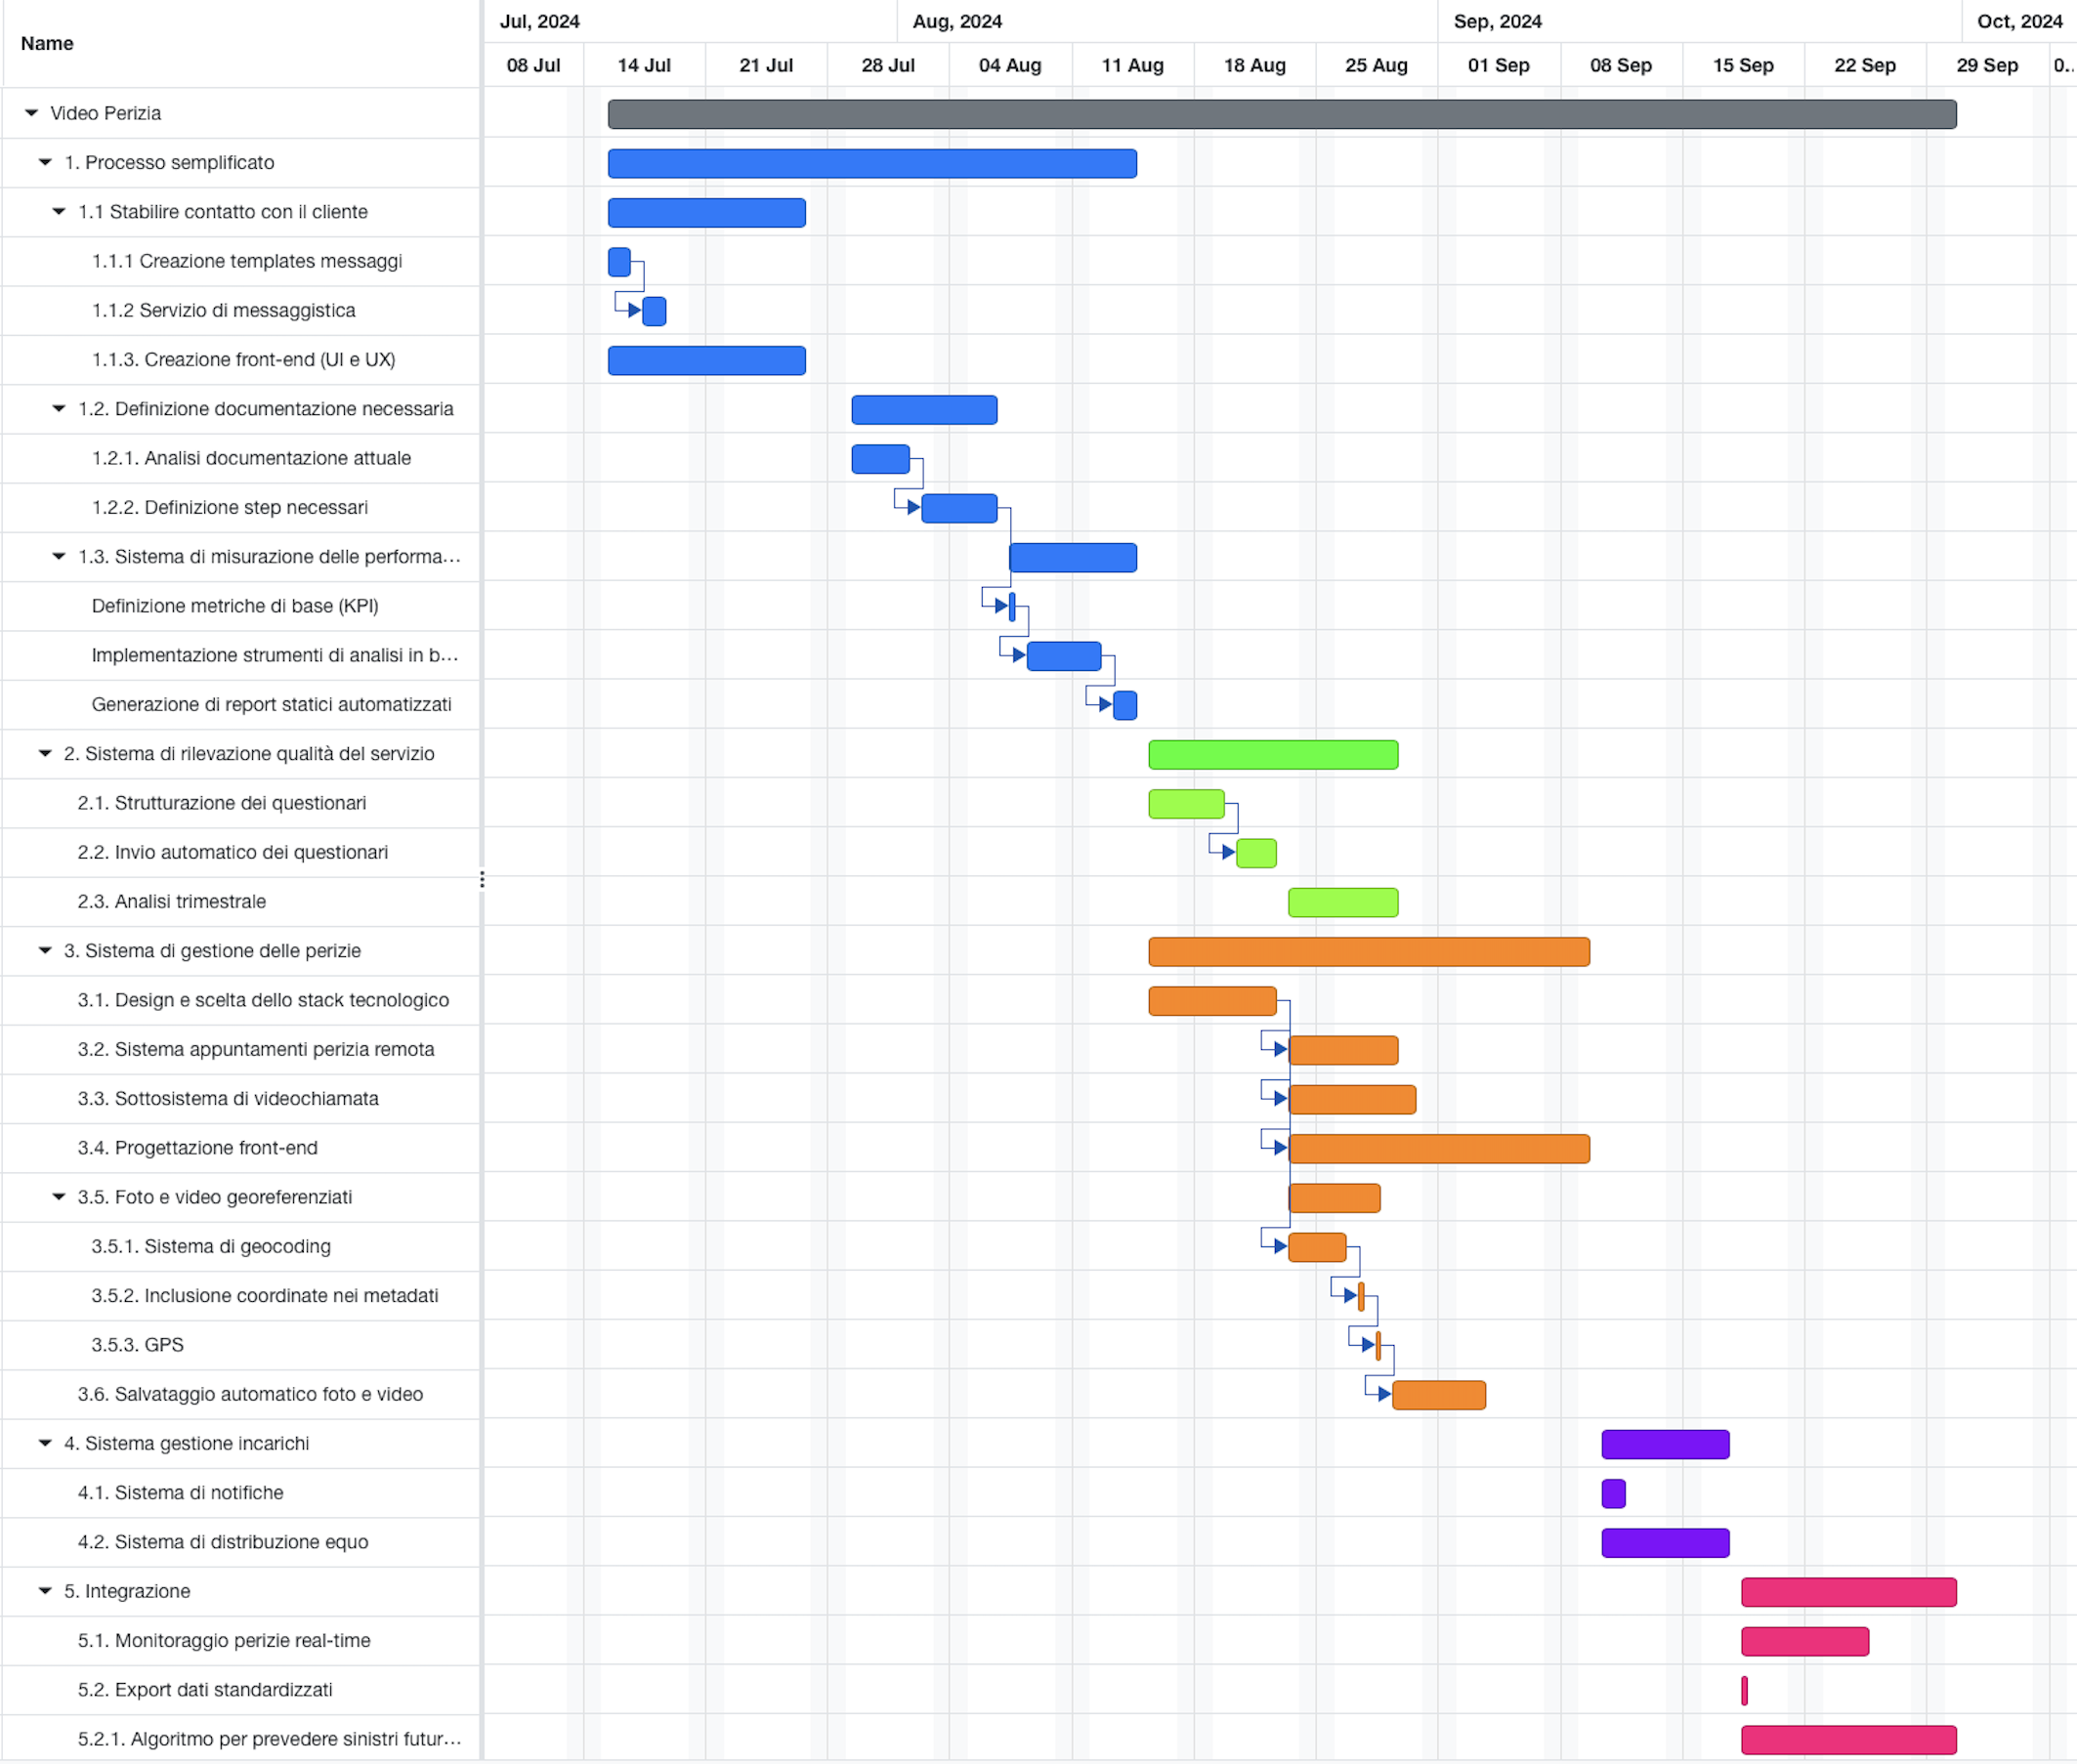 Name
Jul, 2024
Aug, 2024
Sep, 2024
Oct, 2024
08 Jul
14 Jul
21 Jul
28 Jul
04 Aug
11 Aug
18 Aug
25 Aug
01 Sep
08 Sep
15 Sep
22 Sep
29 Sep
0..
Video Perizia
1. Processo semplificato
1.1 Stabilire contatto con il cliente
1.1.1 Creazione templates messaggi
1.1.2 Servizio di messaggistica
1.1.3. Creazione front-end (UI e UX)
1.2. Definizione documentazione necessaria
1.2.1. Analisi documentazione attuale
1.2.2. Definizione step necessari
1.3. Sistema di misurazione delle performa...
Definizione metriche di base (KPI)
Implementazione strumenti di analisi in b...
Generazione di report statici automatizzati
2. Sistema di rilevazione qualità del servizio
2.1. Strutturazione dei questionari
2.2. Invio automatico dei questionari
2.3. Analisi trimestrale
3. Sistema di gestione delle perizie
3.1. Design e scelta dello stack tecnologico
3.2. Sistema appuntamenti perizia remota
3.3. Sottosistema di videochiamata
3.4. Progettazione front-end
3.5. Foto e video georeferenziati
3.5.1. Sistema di geocoding
3.5.2. Inclusione coordinate nei metadati
3.5.3. GPS
3.6. Salvataggio automatico foto e video
4. Sistema gestione incarichi
4.1. Sistema di notifiche
4.2. Sistema di distribuzione equo
5. Integrazione
5.1. Monitoraggio perizie real-time
5.2. Export dati standardizzati
5.2.1. Algoritmo per prevedere sinistri futur...